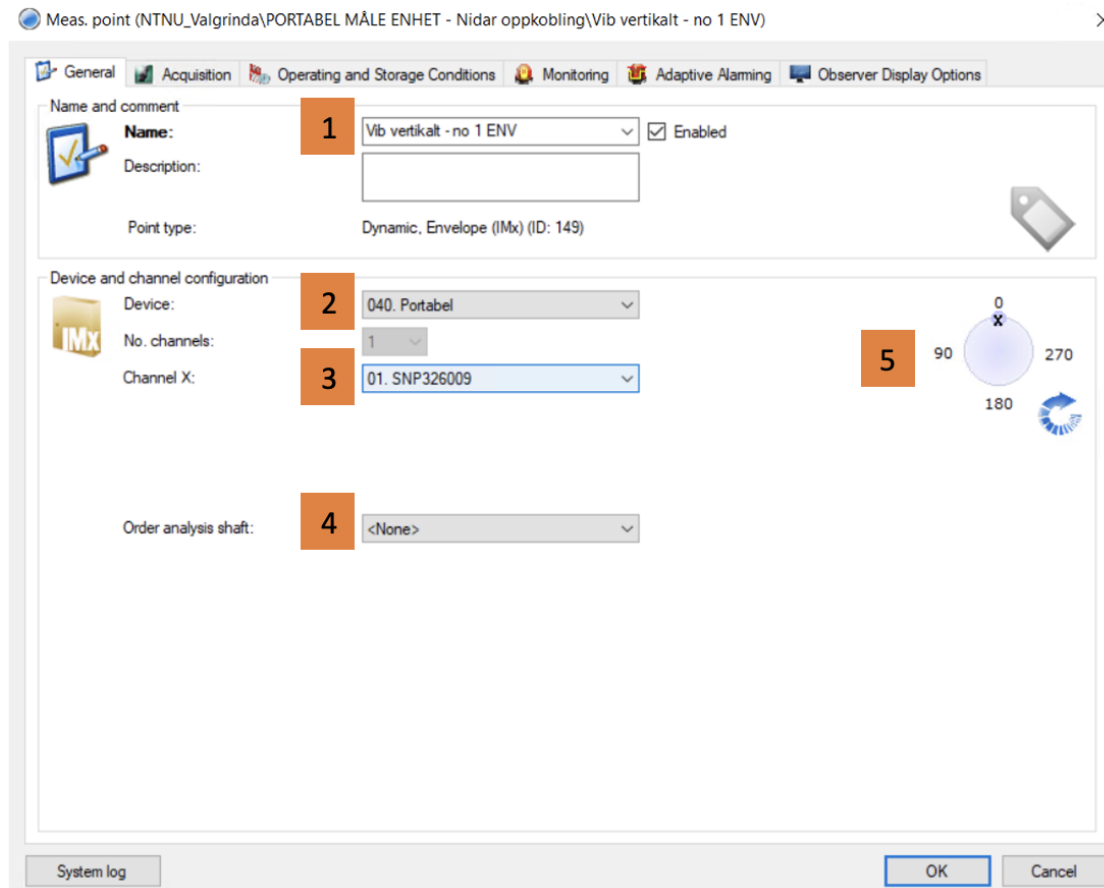 Meas. point (NTNU_Valgrinda\PORTABEL MÅLE ENHET - Nidar oppkobling\Vib vertikalt - no 1 ENV)
General Acquisition Operating and Storage Conditions Monitoring Adaptive Alarming Observer Display Options
Name and comment
Name: 1 Vib vertikalt - no 1 ENV Enabled
Description:
Point type: Dynamic, Envelope (IMx) (ID: 149)
Device and channel configuration
IMx
Device: 2 040. Portabel
No. channels: 1
Channel X: 3 01. SNP326009
0
X
5 90 270
180
Order analysis shaft: 4 <None>
System log OK Cancel